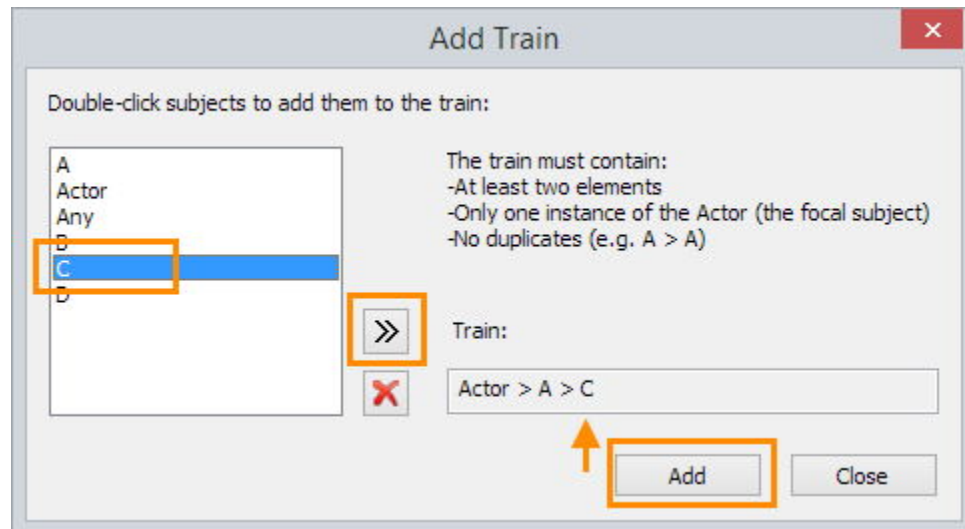 Add Train
Double-click subjects to add them to the train:
A
Actor
Any
B
C
D
The train must contain:
-At least two elements
-Only one instance of the Actor (the focal subject)
-No duplicates (e.g. A > A)
Train:
Actor > A > C
Add
Close